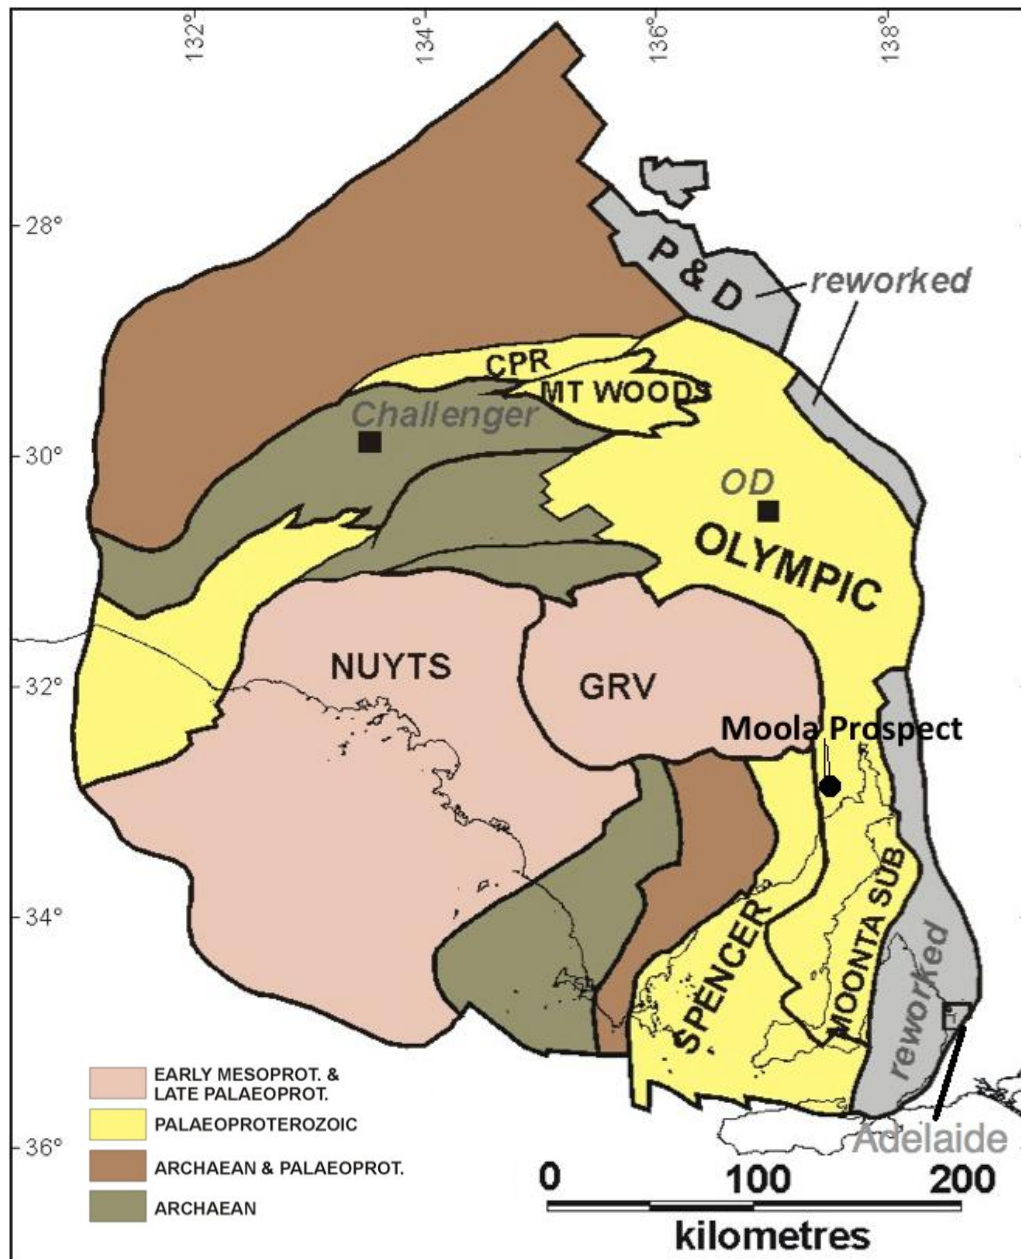 132°
134°
136°
138°
28°
P & D
reworked
CPR
MT WOODS
Challenger
30°
OD
OLYMPIC
NUYTS
GRV
32°
Moola Prospect
34°
SPENCER
MOONTA SUB
reworked
EARLY MESOPROT. &
LATE PALAEOPROT.
PALAEOPROTEROZOIC
ARCHAEAN & PALAEOPROT.
ARCHAEAN
36°
Adelaide
0 100 200
kilometres